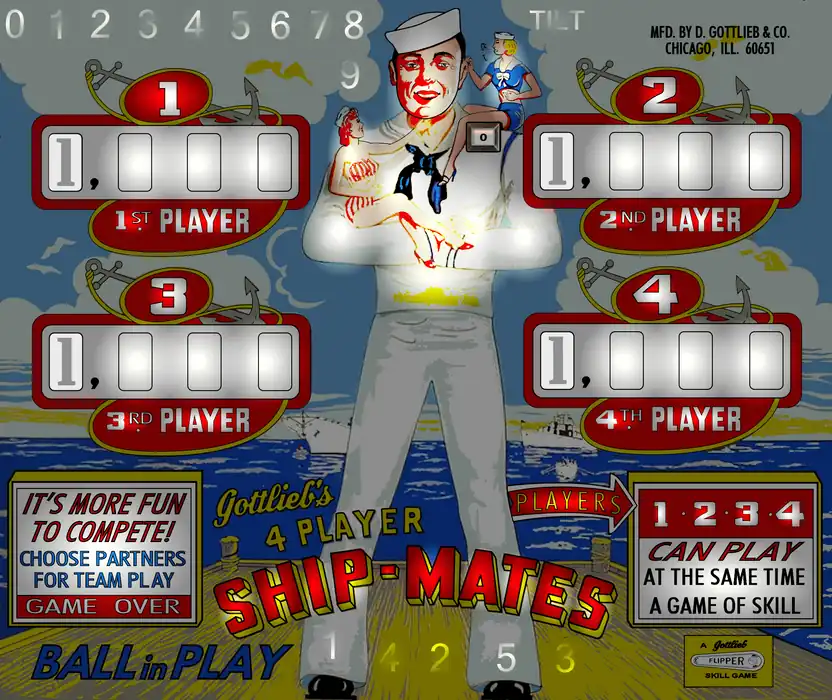 0 1 2 3 4 5 6 7 8
9
TILT
MFD. BY D. GOTTLIEB & CO.
CHICAGO, ILL. 60651
1
1,
1ST PLAYER
2
0
1,
2ND PLAYER
3
1,
3RD PLAYER
4
1,
4TH PLAYER
IT'S MORE FUN
TO COMPETE!
CHOOSE PARTNERS
FOR TEAM PLAY
GAME OVER
Gottlieb's
4 PLAYER
SHIP-MATES
PLAYERS
1·2·3·4
CAN PLAY
AT THE SAME TIME
A GAME OF SKILL
BALL in PLAY
1 4 2 5 3
A Gottlieb
FLIPPER
SKILL GAME